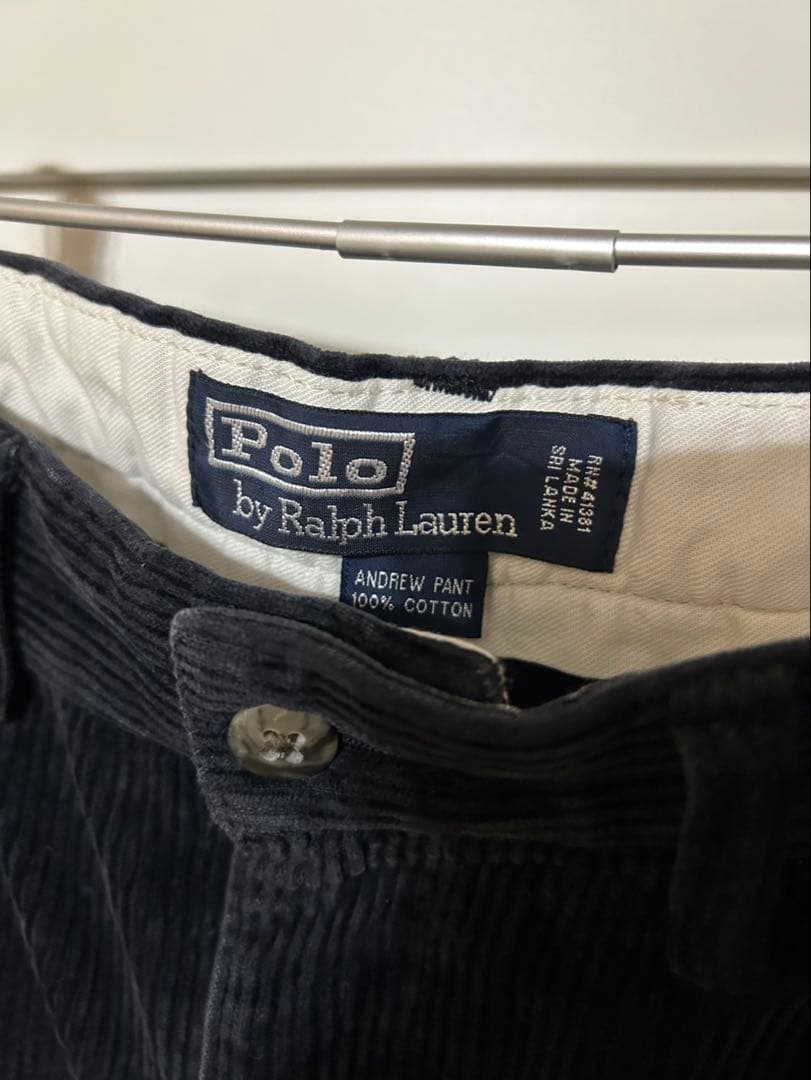 Polo
by Ralph Lauren
RN#41381
MADE IN
SRI LANKA
ANDREW PANT
100% COTTON